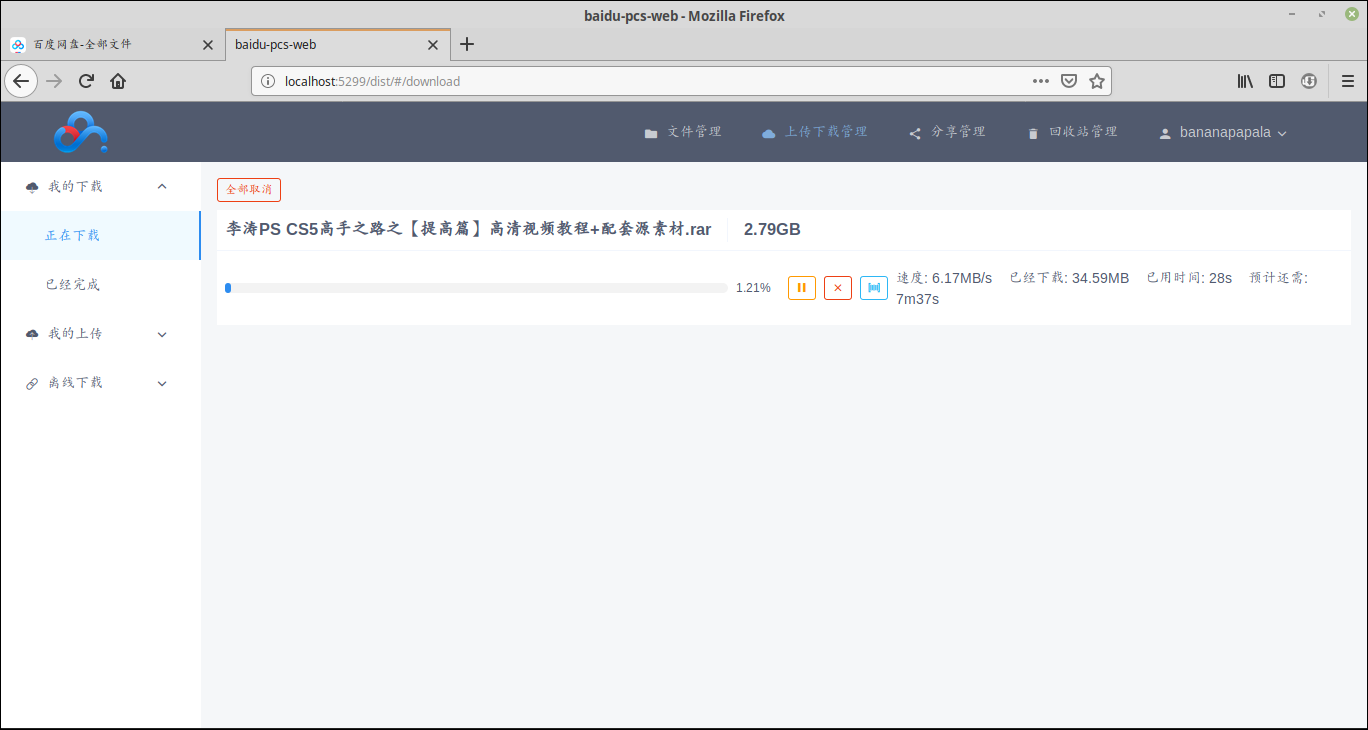 baidu-pcs-web - Mozilla Firefox
百度网盘-全部文件
baidu-pcs-web
localhost:5299/dist/#/download
文件管理 上传下载管理 分享管理 回收站管理 bananapapala
我的下载
正在下载
已经完成
我的上传
离线下载
全部取消
李涛PS CS5高手之路之【提高篇】高清视频教程+配套源素材.rar 2.79GB
1.21%
速度: 6.17MB/s 已经下载: 34.59MB 已用时间: 28s 预计还需:
7m37s